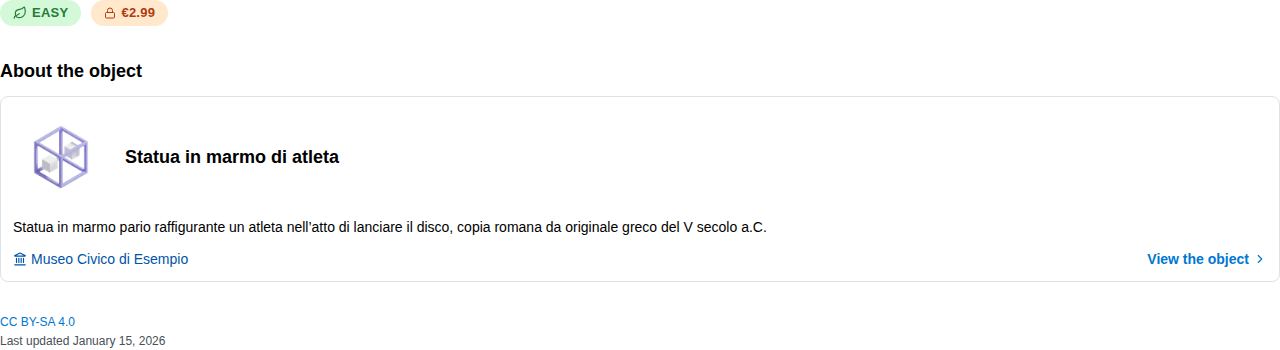 EASY €2.99
About the object
Statua in marmo di atleta
Statua in marmo pario raffigurante un atleta nell’atto di lanciare il disco, copia romana da originale greco del V secolo a.C.
Museo Civico di Esempio View the object
CC BY-SA 4.0
Last updated January 15, 2026